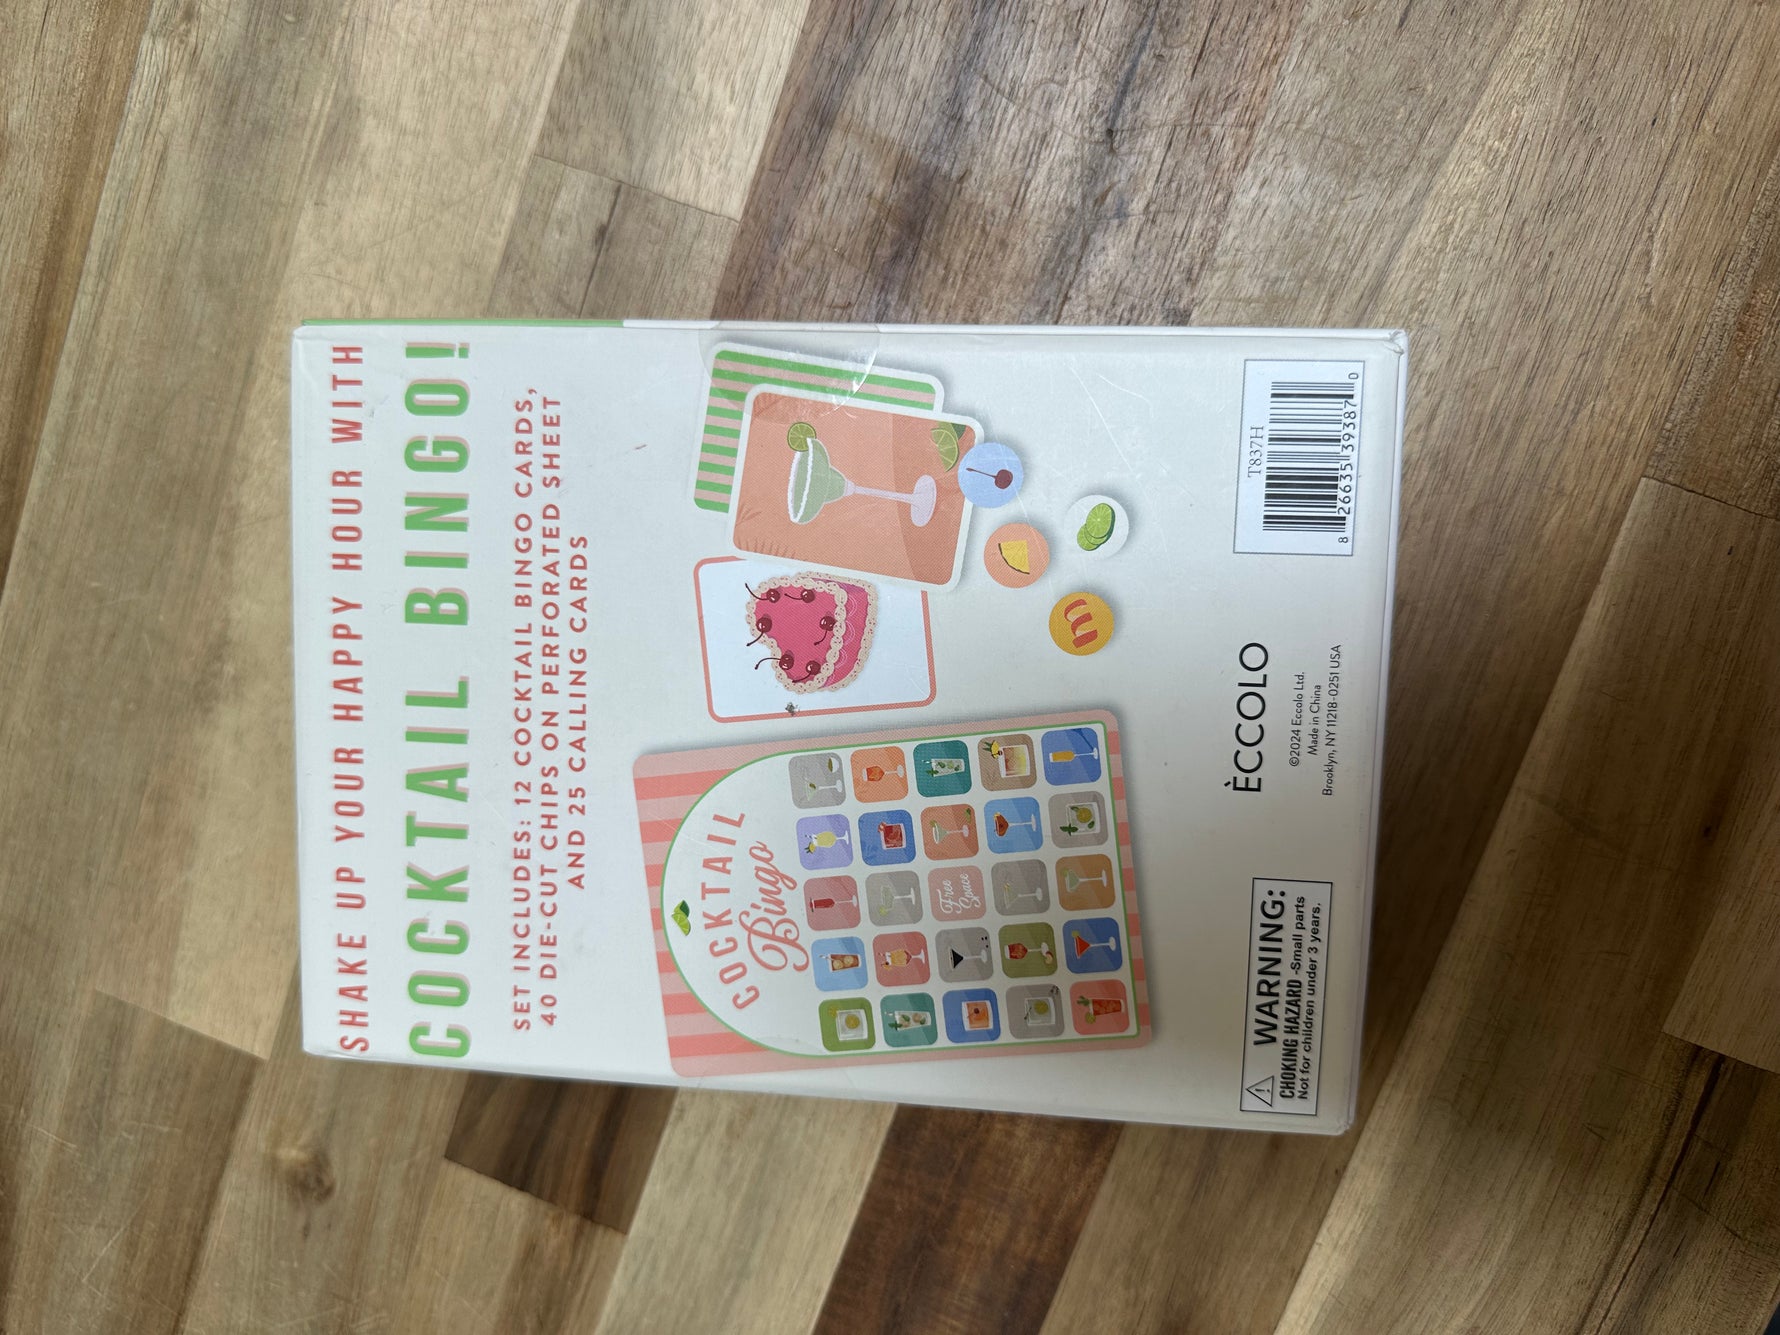 SHAKE UP YOUR HAPPY HOUR WITH
COCKTAIL BINGO!
SET INCLUDES: 12 COCKTAIL BINGO CARDS,
40 DIE-CUT CHIPS ON PERFORATED SHEET
AND 25 CALLING CARDS
COCKTAIL
Bingo
Free
Space
WARNING:
CHOKING HAZARD -Small parts
Not for children under 3 years.
ÈCCOLO
©2024 Eccolo Ltd.
Made in China
Brooklyn, NY 11218-0251 USA
T837H
8 26635 39387 0